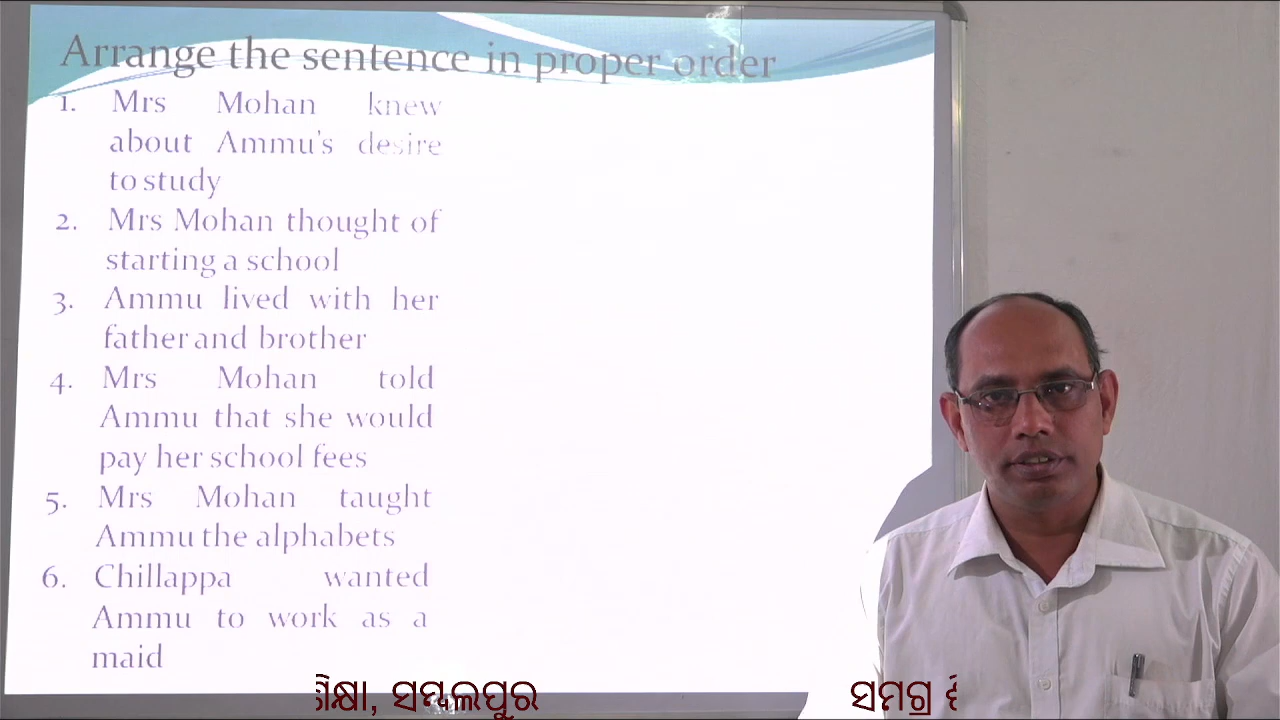 Arrange the sentence in proper order
1. Mrs Mohan knew
about Ammu's desire
to study
2. Mrs Mohan thought of
starting a school
3. Ammu lived with her
father and brother
4. Mrs Mohan told
Ammu that she would
pay her school fees
5. Mrs Mohan taught
Ammu the alphabets
6. Chillappa wanted
Ammu to work as a
maid
ଶିକ୍ଷା, ସମ୍ବଲପୁର ସମଗ୍ର